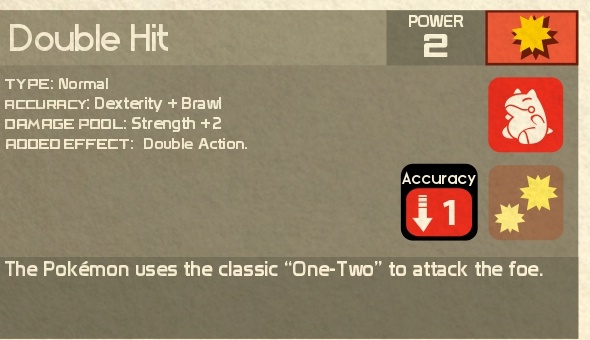 Double Hit
POWER
2
TYPE: Normal
ACCURACY: Dexterity + Brawl
DAMAGE POOL: Strength +2
ADDED EFFECT: Double Action.
Accuracy
1
The Pokémon uses the classic “One-Two” to attack the foe.